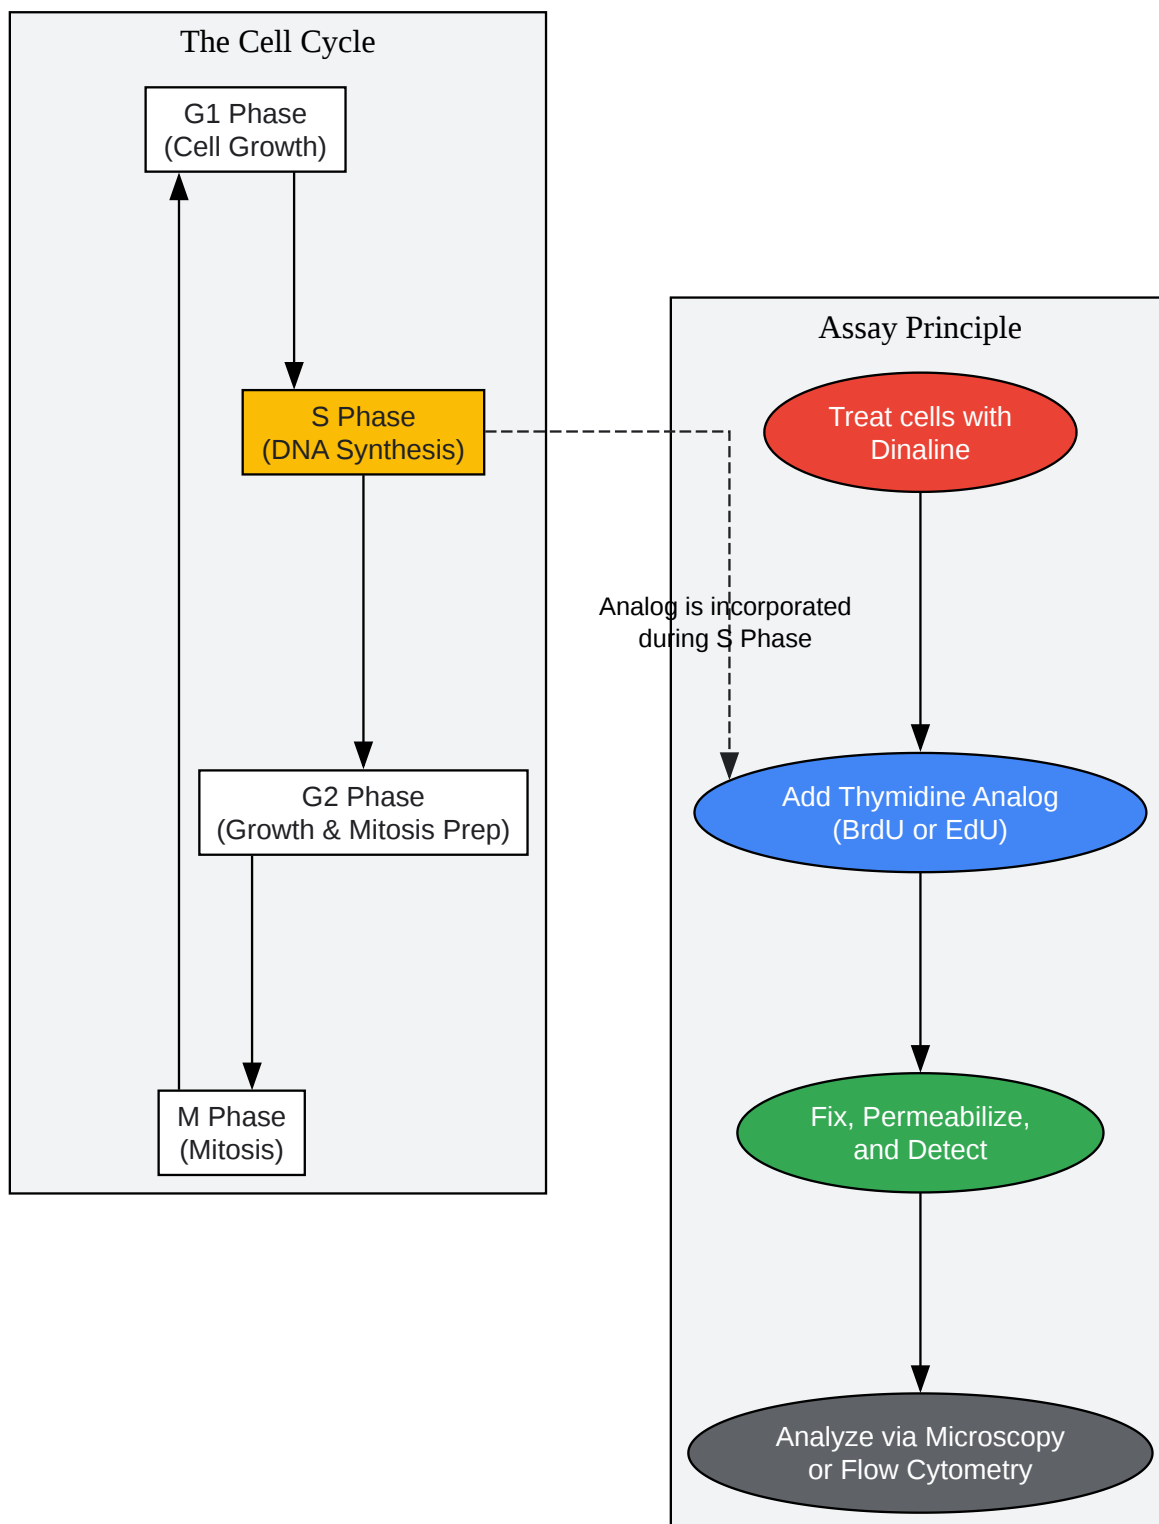 The Cell Cycle
G1 Phase
(Cell Growth)
S Phase
(DNA Synthesis)
G2 Phase
(Growth & Mitosis Prep)
M Phase
(Mitosis)
Analog is incorporated
during S Phase
Assay Principle
Treat cells with
Dinaline
Add Thymidine Analog
(BrdU or EdU)
Fix, Permeabilize,
and Detect
Analyze via Microscopy
or Flow Cytometry